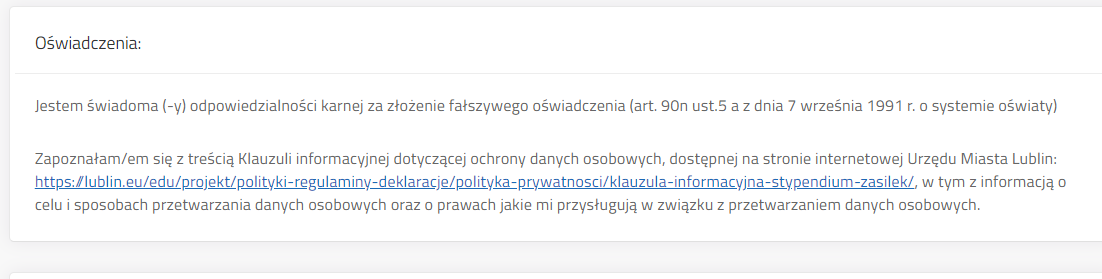 Oświadczenia:
Jestem świadoma (-y) odpowiedzialności karnej za złożenie fałszywego oświadczenia (art. 90n ust.5 a z dnia 7 września 1991 r. o systemie oświaty)
Zapoznałam/em się z treścią Klauzuli informacyjnej dotyczącej ochrony danych osobowych, dostępnej na stronie internetowej Urzędu Miasta Lublin:
https://lublin.eu/edu/projekt/polityki-regulaminy-deklaracje/polityka-prywatnosci/klauzula-informacyjna-stypendium-zasilek/, w tym z informacją o
celu i sposobach przetwarzania danych osobowych oraz o prawach jakie mi przysługują w związku z przetwarzaniem danych osobowych.